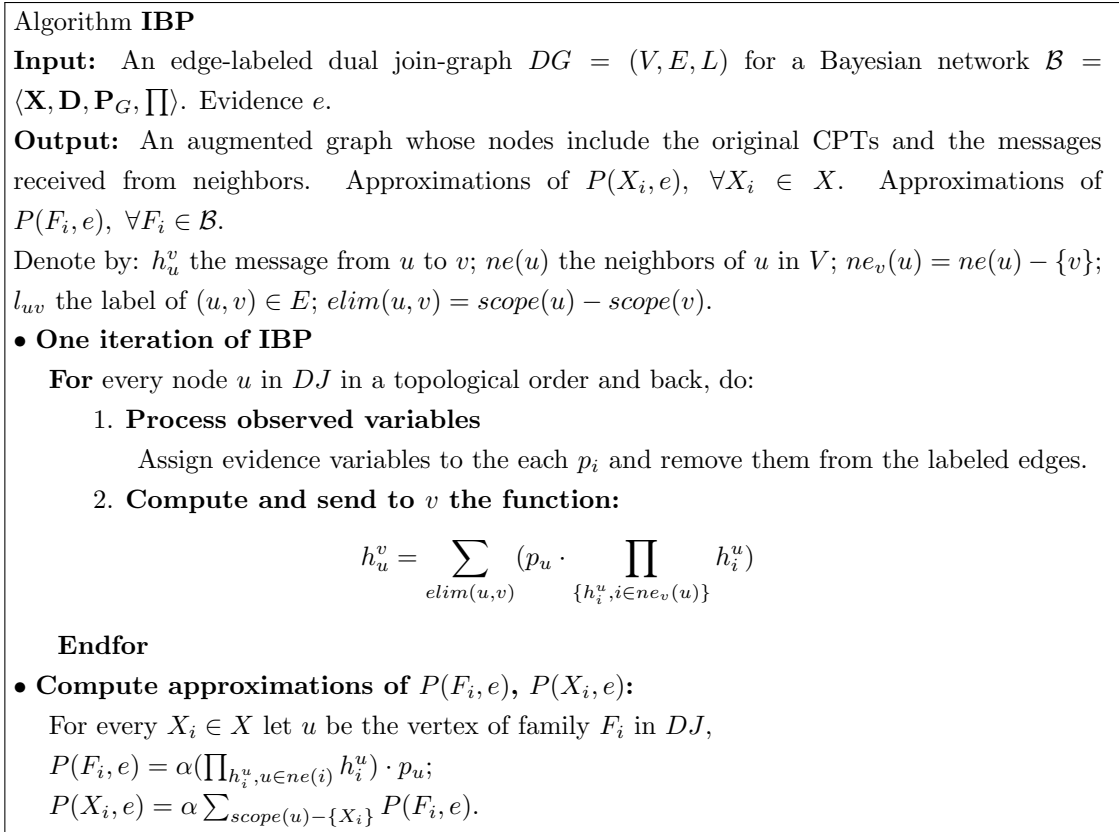 Algorithm IBP
Input: An edge-labeled dual join-graph DG = (V, E, L) for a Bayesian network ℬ =
⟨X, D, P_G, ∏⟩. Evidence e.
Output: An augmented graph whose nodes include the original CPTs and the messages
received from neighbors. Approximations of P(X_i, e), ∀X_i ∈ X. Approximations of
P(F_i, e), ∀F_i ∈ ℬ.
Denote by: h_u^v the message from u to v; ne(u) the neighbors of u in V; ne_v(u) = ne(u) − {v};
l_{uv} the label of (u, v) ∈ E; elim(u, v) = scope(u) − scope(v).
• One iteration of IBP
For every node u in DJ in a topological order and back, do:
1. Process observed variables
Assign evidence variables to the each p_i and remove them from the labeled edges.
2. Compute and send to v the function:
h_u^v = ∑_{elim(u,v)} (p_u · ∏_{{h_i^u, i∈ne_v(u)}} h_i^u)
Endfor
• Compute approximations of P(F_i, e), P(X_i, e):
For every X_i ∈ X let u be the vertex of family F_i in DJ,
P(F_i, e) = α(∏_{h_i^u, u∈ne(i)} h_i^u) · p_u;
P(X_i, e) = α ∑_{scope(u)−{X_i}} P(F_i, e).